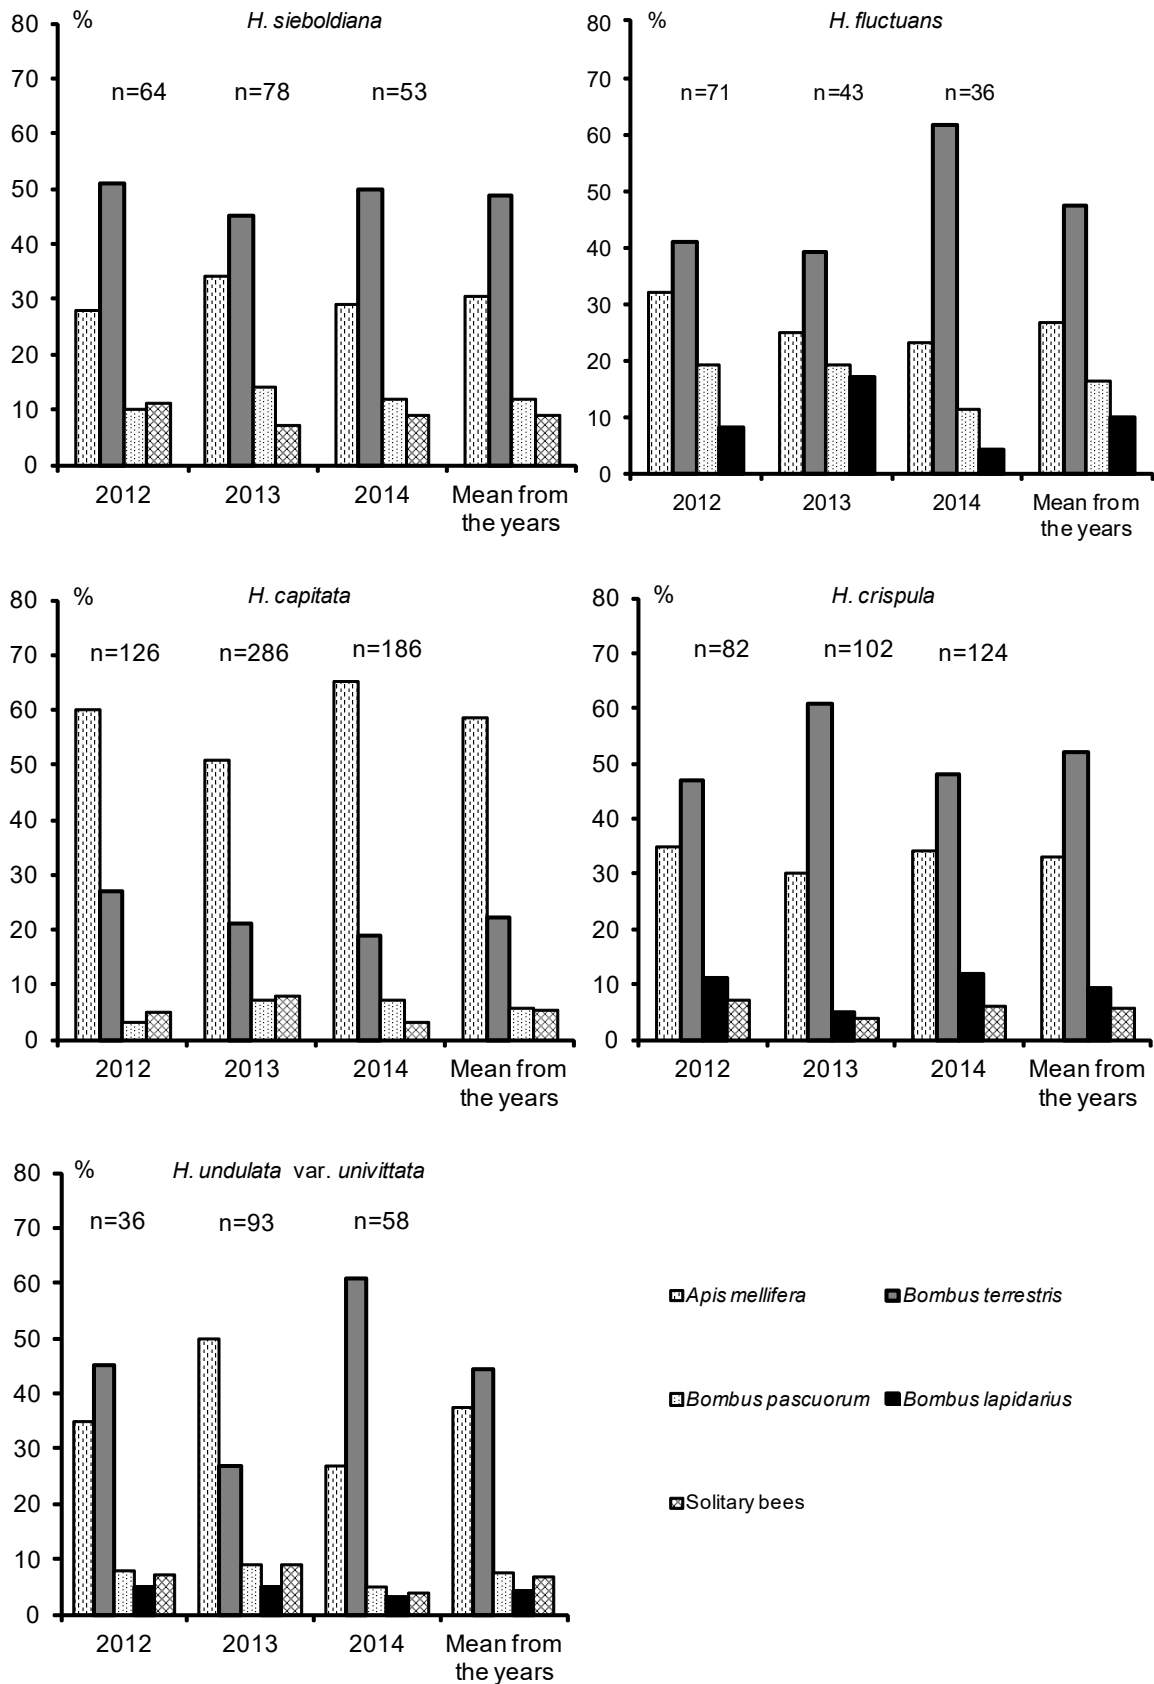 % H. sieboldiana
n=64 n=78 n=53
80
70
60
50
40
30
20
10
0
2012 2013 2014 Mean from
the years
% H. fluctuans
n=71 n=43 n=36
80
70
60
50
40
30
20
10
0
2012 2013 2014 Mean from
the years
% H. capitata
n=126 n=286 n=186
80
70
60
50
40
30
20
10
0
2012 2013 2014 Mean from
the years
% H. crispula
n=82 n=102 n=124
80
70
60
50
40
30
20
10
0
2012 2013 2014 Mean from
the years
% H. undulata var. univittata
n=36 n=93 n=58
80
70
60
50
40
30
20
10
0
2012 2013 2014 Mean from
the years
Apis mellifera Bombus terrestris
Bombus pascuorum Bombus lapidarius
Solitary bees